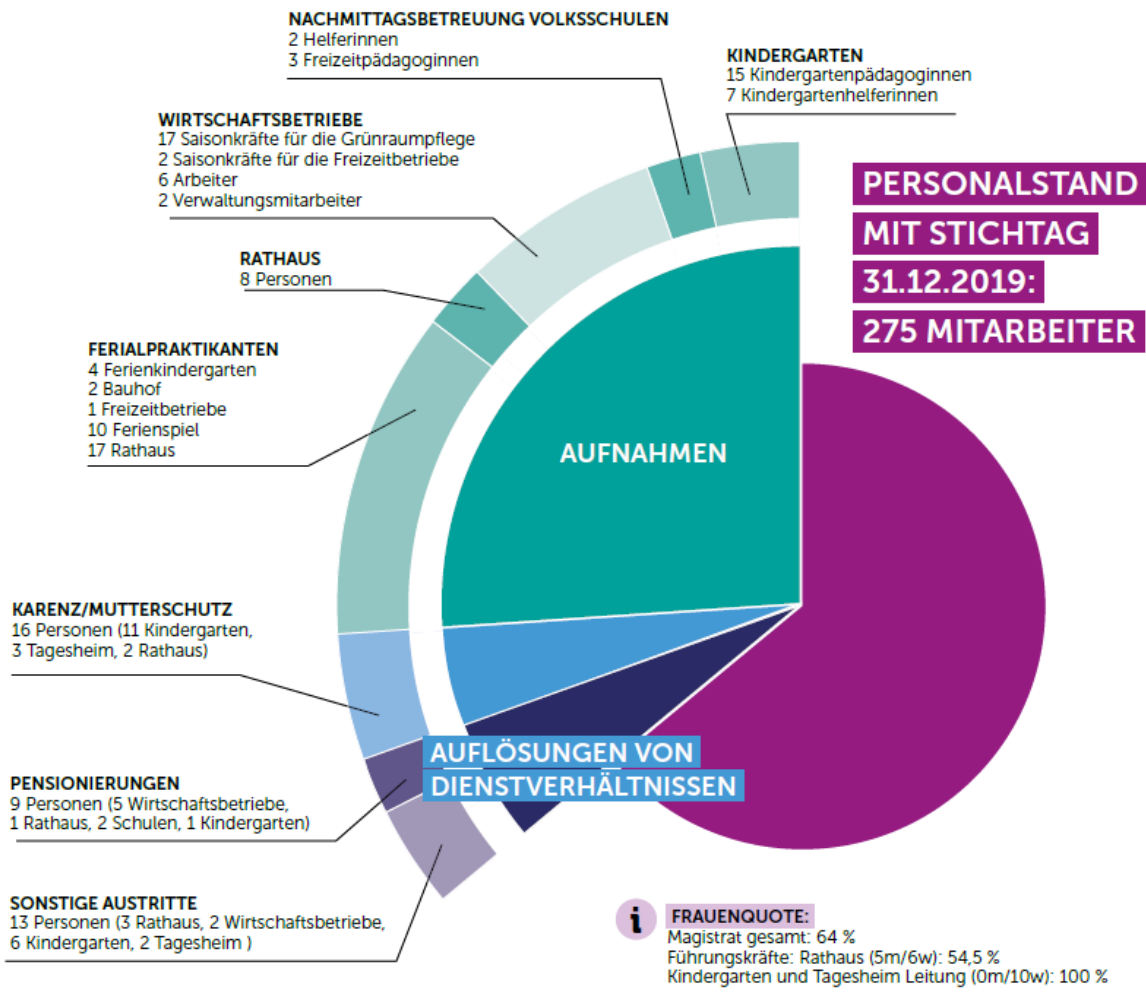 NACHMITTAGSBETREUUNG VOLKSSCHULEN
2 Helferinnen
3 Freizeitpädagoginnen
KINDERGARTEN
15 Kindergartenpädagoginnen
7 Kindergartenhelferinnen
WIRTSCHAFTSBETRIEBE
17 Saisonkräfte für die Grünraumpflege
2 Saisonkräfte für die Freizeitbetriebe
6 Arbeiter
2 Verwaltungsmitarbeiter
PERSONALSTAND
MIT STICHTAG
31.12.2019:
275 MITARBEITER
RATHAUS
8 Personen
FERIALPRAKTIKANTEN
4 Ferienkindergarten
2 Bauhof
1 Freizeitbetriebe
10 Ferienspiel
17 Rathaus
AUFNAHMEN
KARENZ/MUTTERSCHUTZ
16 Personen (11 Kindergarten,
3 Tagesheim, 2 Rathaus)
AUFLÖSUNGEN VON
DIENSTVERHÄLTNISSEN
PENSIONIERUNGEN
9 Personen (5 Wirtschaftsbetriebe,
1 Rathaus, 2 Schulen, 1 Kindergarten)
SONSTIGE AUSTRITTE
13 Personen (3 Rathaus, 2 Wirtschaftsbetriebe,
6 Kindergarten, 2 Tagesheim )
i
FRAUENQUOTE:
Magistrat gesamt: 64 %
Führungskräfte: Rathaus (5m/6w): 54,5 %
Kindergarten und Tagesheim Leitung (0m/10w): 100 %